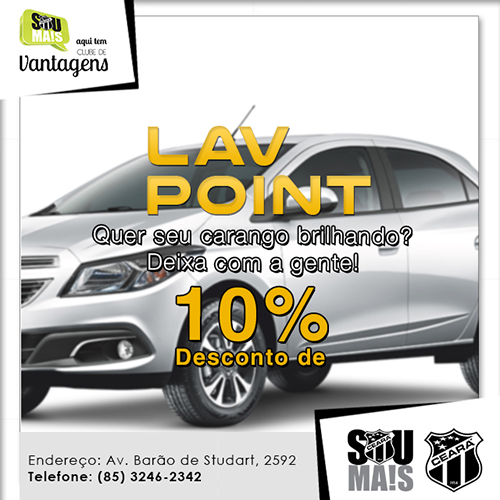 SOU
MA!S
aqui tem
CLUBE DE
Vantagens
LAV
POINT
Quer seu carango brilhando?
Deixa com a gente!
10%
Desconto de
Endereço: Av. Barão de Studart, 2592
Telefone: (85) 3246-2342
SOU
MA!S
CEARÁ